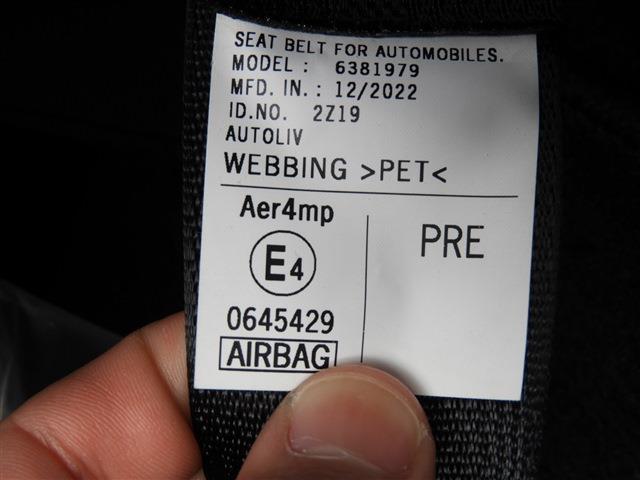 SEAT BELT FOR AUTOMOBILES.
MODEL : 6381979
MFD. IN. : 12/2022
ID.NO. 2Z19
AUTOLIV
WEBBING >PET<
Aer4mp
E4
0645429
AIRBAG
PRE